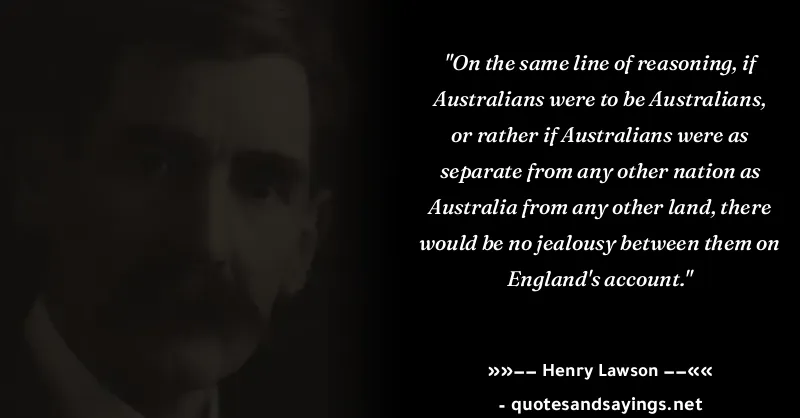 "On the same line of reasoning, if
Australians were to be Australians,
or rather if Australians were as
separate from any other nation as
Australia from any other land, there
would be no jealousy between them on
England's account."
»»–– Henry Lawson ––««
- quotesandsayings.net